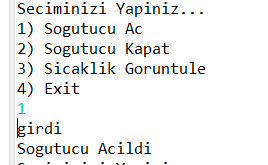 Seciminizi Yapiniz...
1) Sogutucu Ac
2) Sogutucu Kapat
3) Sicaklik Goruntule
4) Exit
1
girdi
Sogutucu Acildi